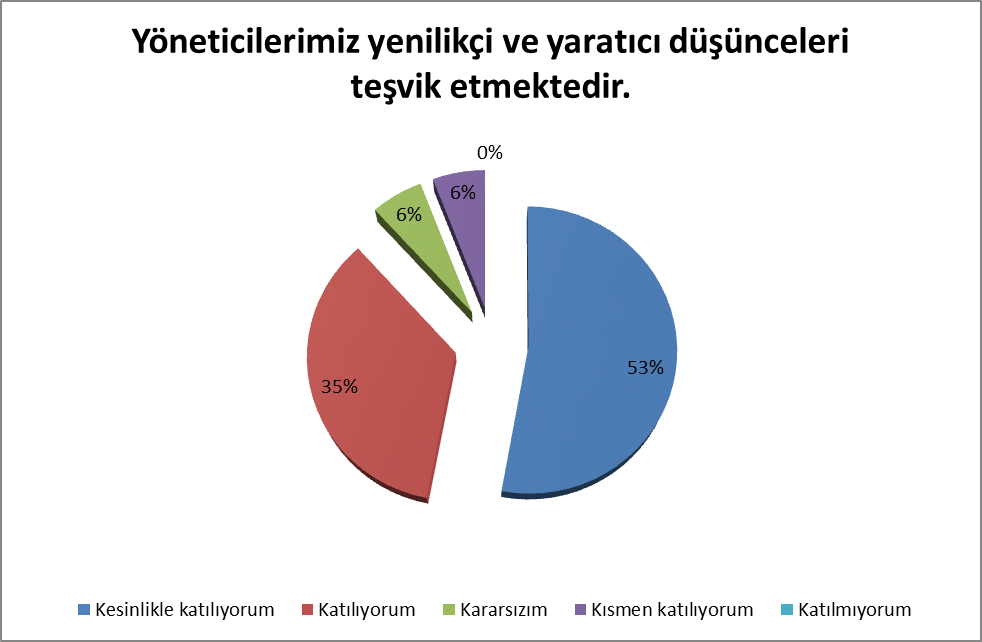 Yöneticilerimiz yenilikçi ve yaratıcı düşünceleri
teşvik etmektedir.
0%
6%
6%
53%
35%
Kesinlikle katılıyorum Katılıyorum Kararsızım Kısmen katılıyorum Katılmıyorum